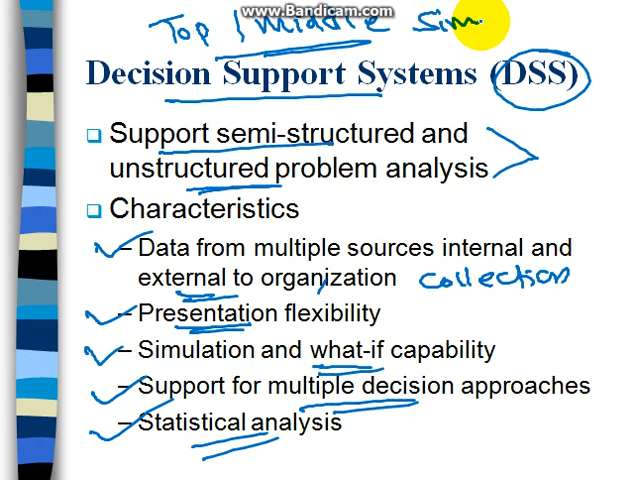 www.Bandicam.com
Top / middle Sim
Decision Support Systems (DSS)
Support semi-structured and
unstructured problem analysis
Characteristics
– Data from multiple sources internal and
external to organization collection
– Presentation flexibility
– Simulation and what-if capability
– Support for multiple decision approaches
– Statistical analysis